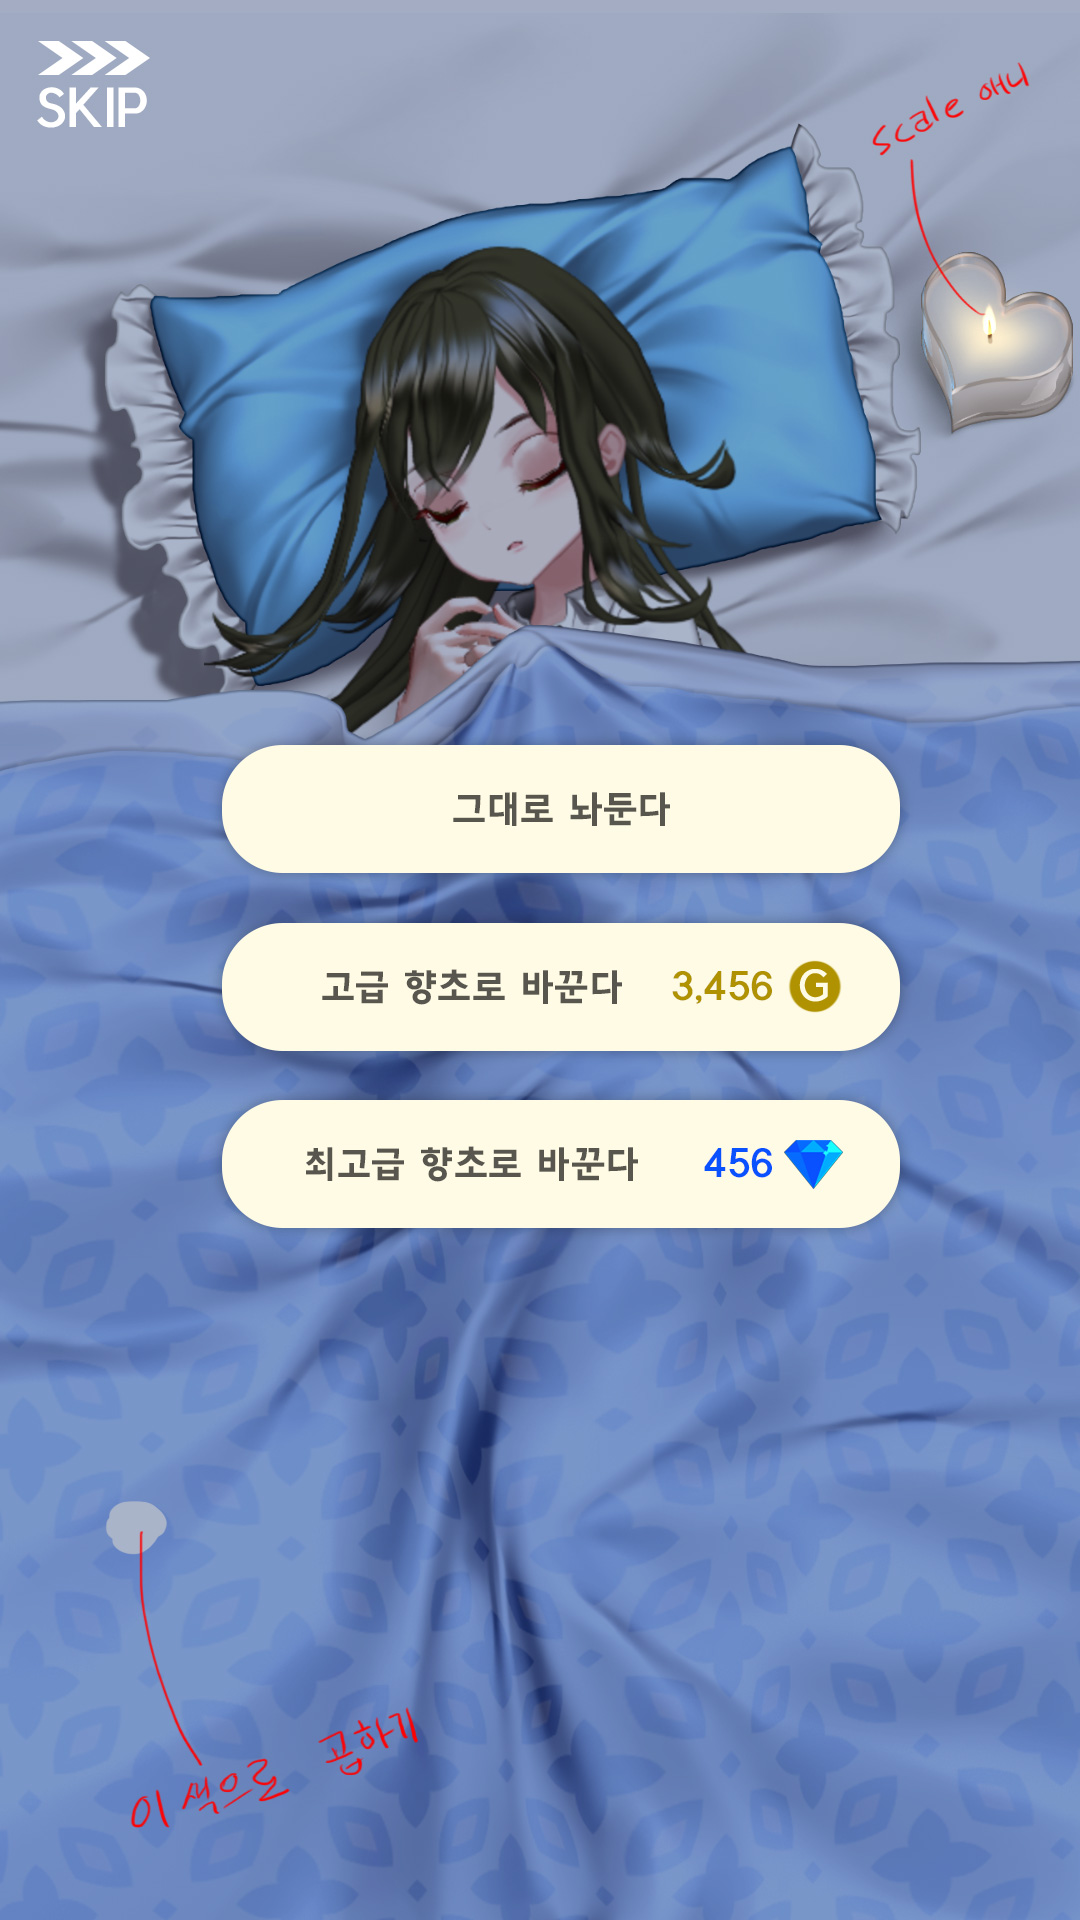 SKIP
scale 애니
그대로 놔둔다
고급 향초로 바꾼다 3,456 G
최고급 향초로 바꾼다 456
이 색으로 곱하기